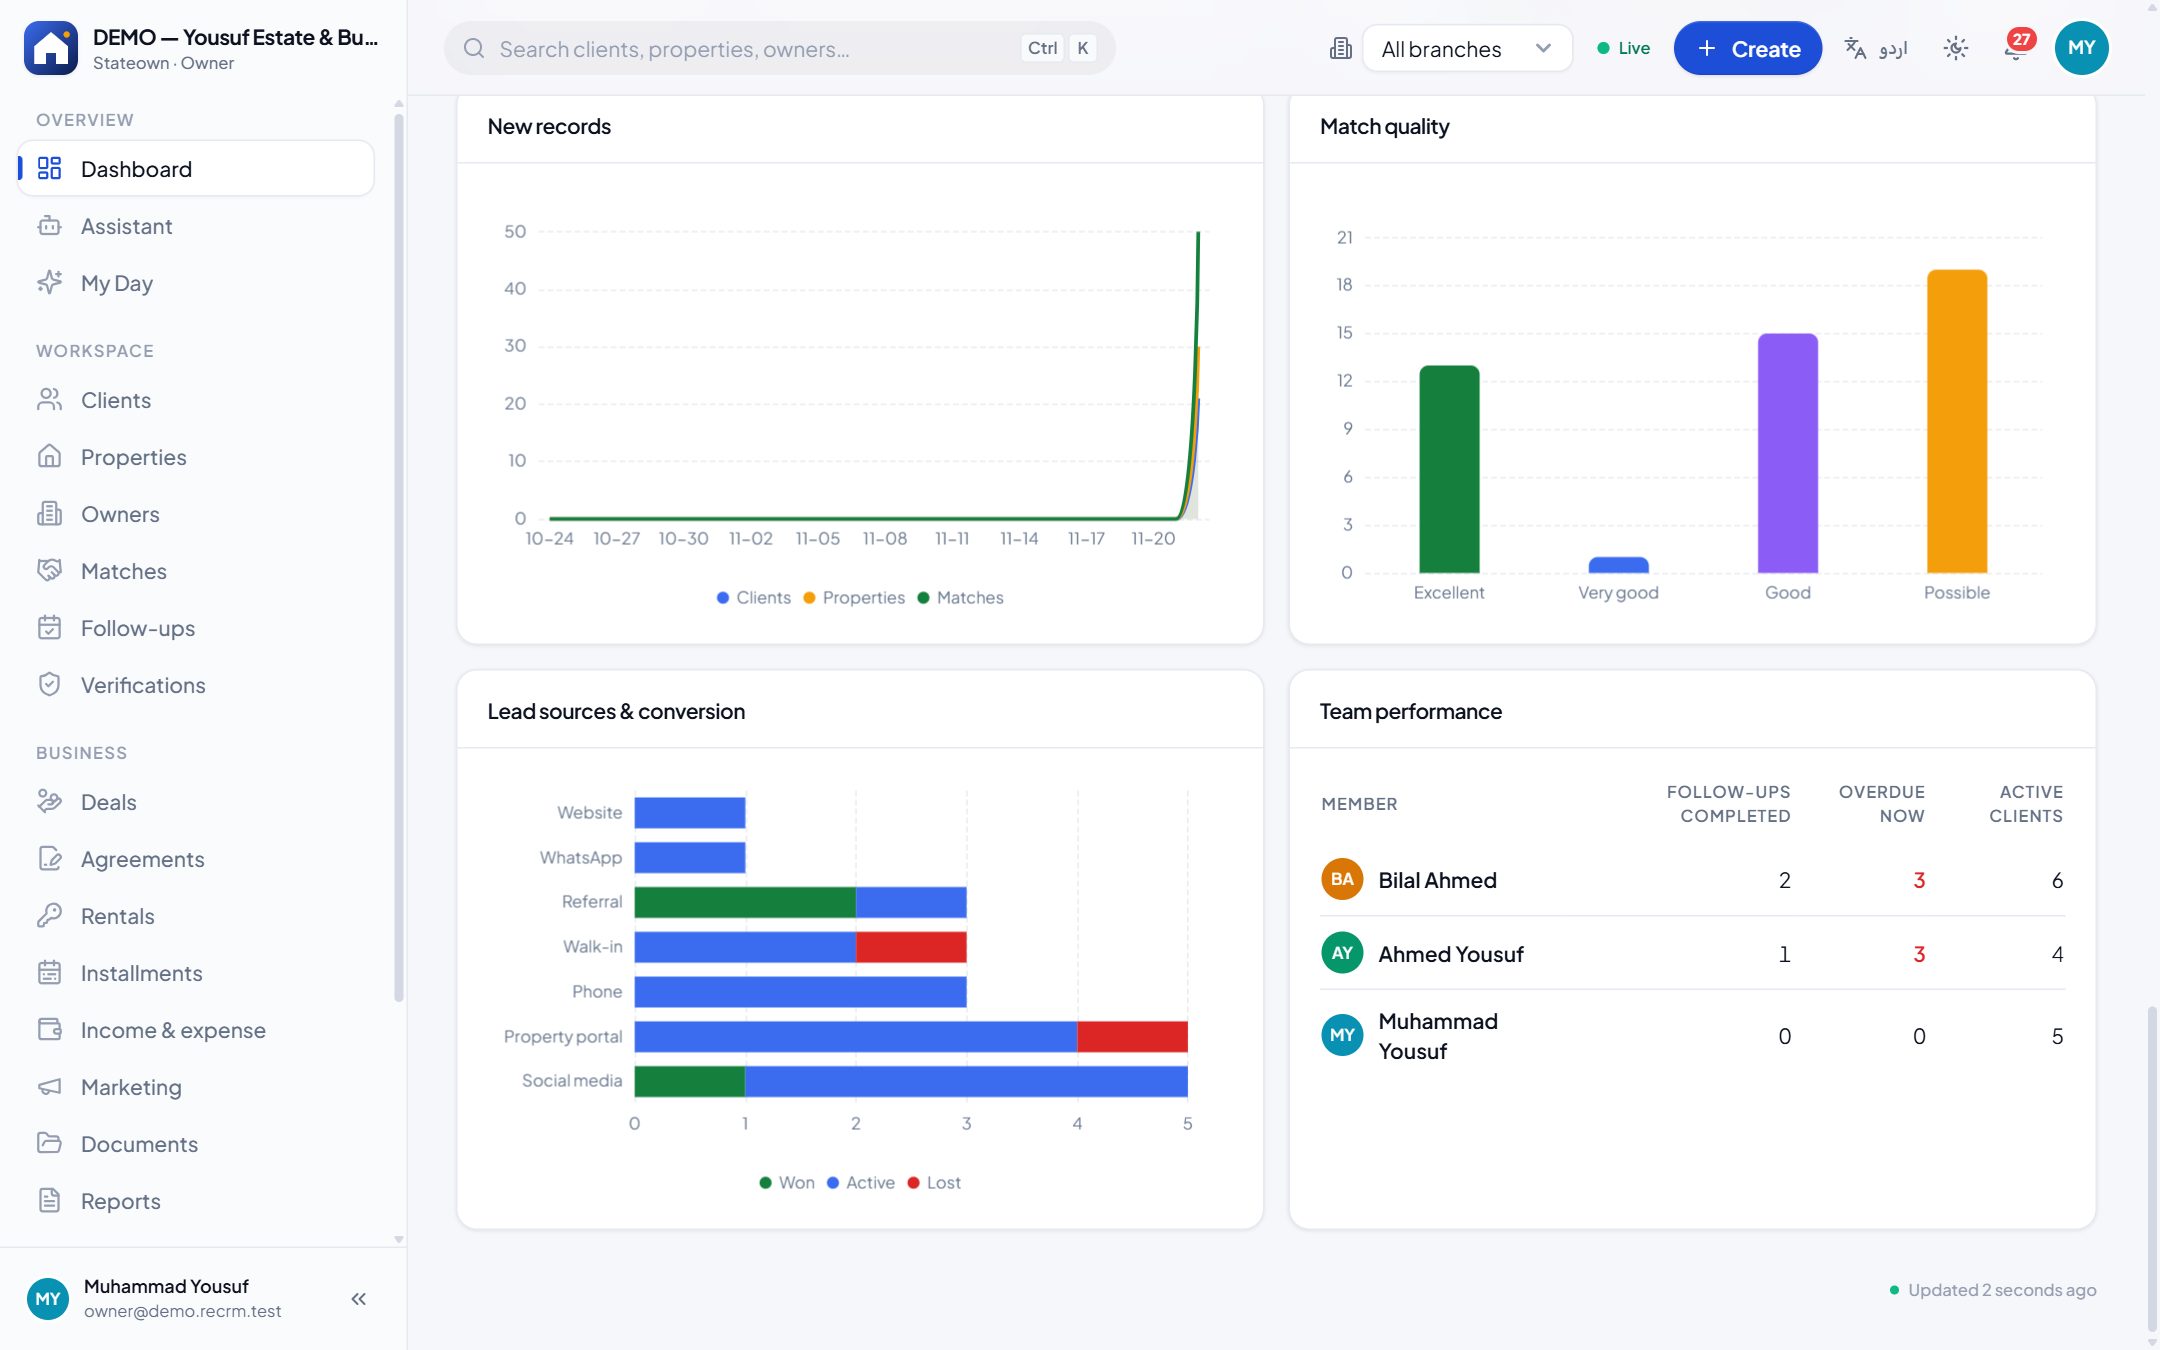 DEMO — Yousuf Estate & Bu...
Stateown · Owner
OVERVIEW
Dashboard
Assistant
My Day
WORKSPACE
Clients
Properties
Owners
Matches
Follow-ups
Verifications
BUSINESS
Deals
Agreements
Rentals
Installments
Income & expense
Marketing
Documents
Reports
MY
Muhammad Yousuf
owner@demo.recrm.test
Search clients, properties, owners...
Ctrl K
All branches
Live
+ Create
اردو
27
MY
New records
50
40
30
20
10
0
10-24 10-27 10-30 11-02 11-05 11-08 11-11 11-14 11-17 11-20
Clients Properties Matches
Match quality
21
18
15
12
9
6
3
0
Excellent Very good Good Possible
Lead sources & conversion
Website
WhatsApp
Referral
Walk-in
Phone
Property portal
Social media
0 1 2 3 4 5
Won Active Lost
Team performance
MEMBER FOLLOW-UPS COMPLETED OVERDUE NOW ACTIVE CLIENTS
BA Bilal Ahmed 2 3 6
AY Ahmed Yousuf 1 3 4
MY Muhammad Yousuf 0 0 5
Updated 2 seconds ago